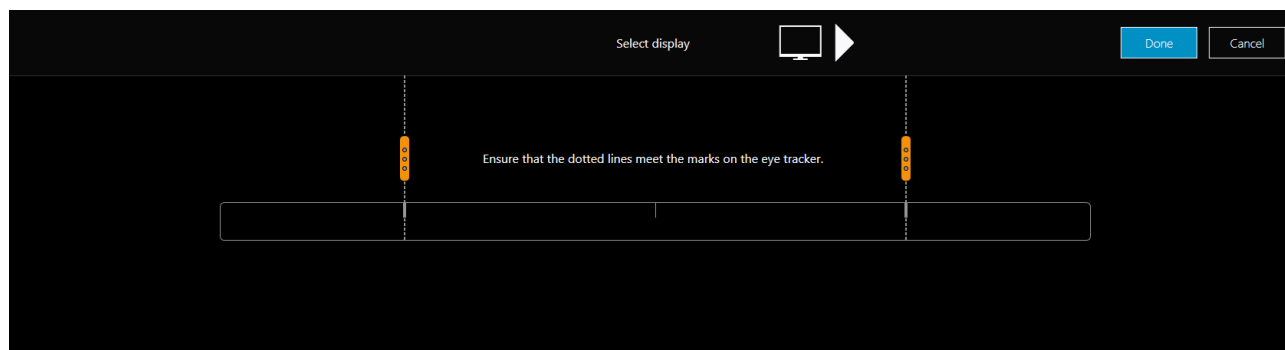 Select display
Done
Cancel
Ensure that the dotted lines meet the marks on the eye tracker.